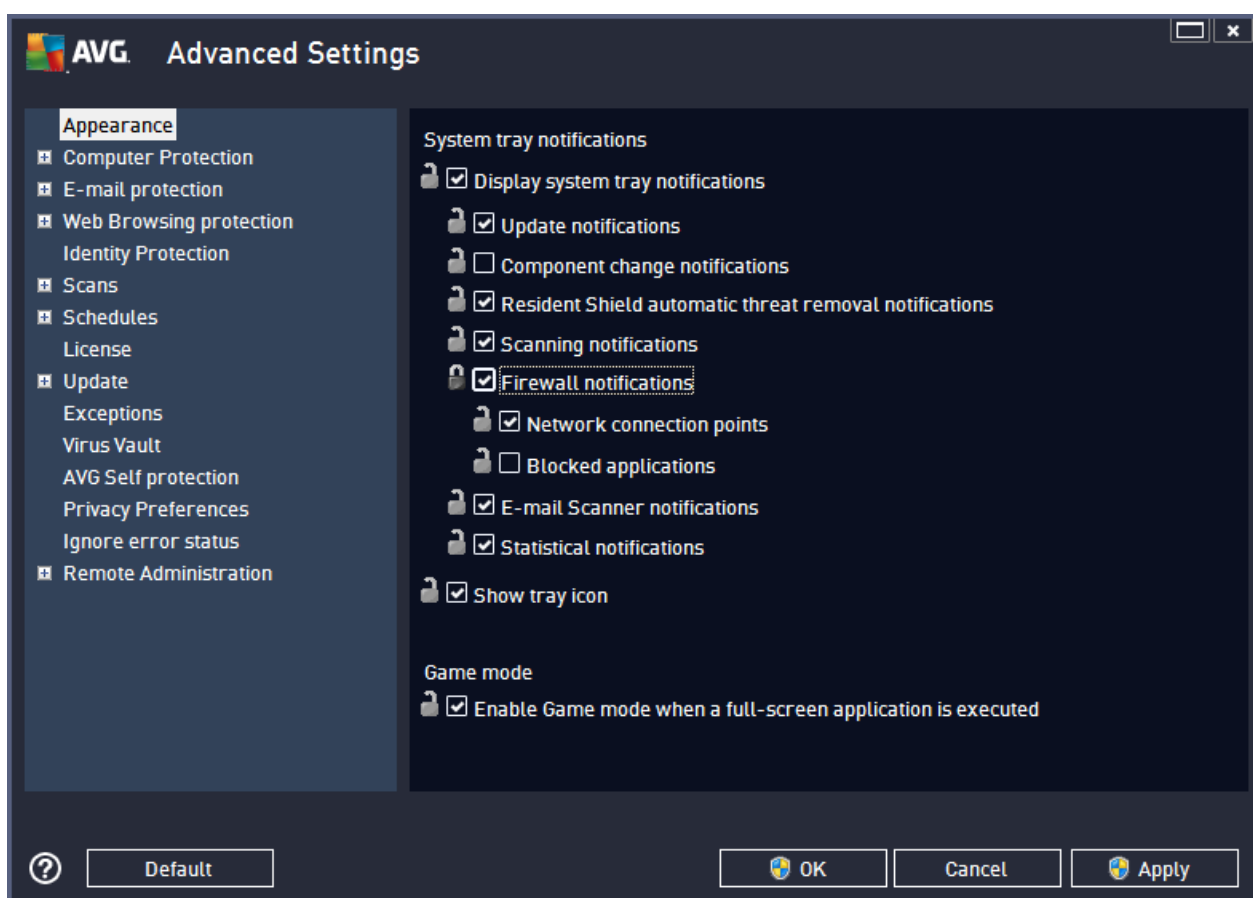 AVG. Advanced Settings
Appearance
Computer Protection
E-mail protection
Web Browsing protection
Identity Protection
Scans
Schedules
License
Update
Exceptions
Virus Vault
AVG Self protection
Privacy Preferences
Ignore error status
Remote Administration
System tray notifications
Display system tray notifications
Update notifications
Component change notifications
Resident Shield automatic threat removal notifications
Scanning notifications
Firewall notifications
Network connection points
Blocked applications
E-mail Scanner notifications
Statistical notifications
Show tray icon
Game mode
Enable Game mode when a full-screen application is executed
? Default OK Cancel Apply